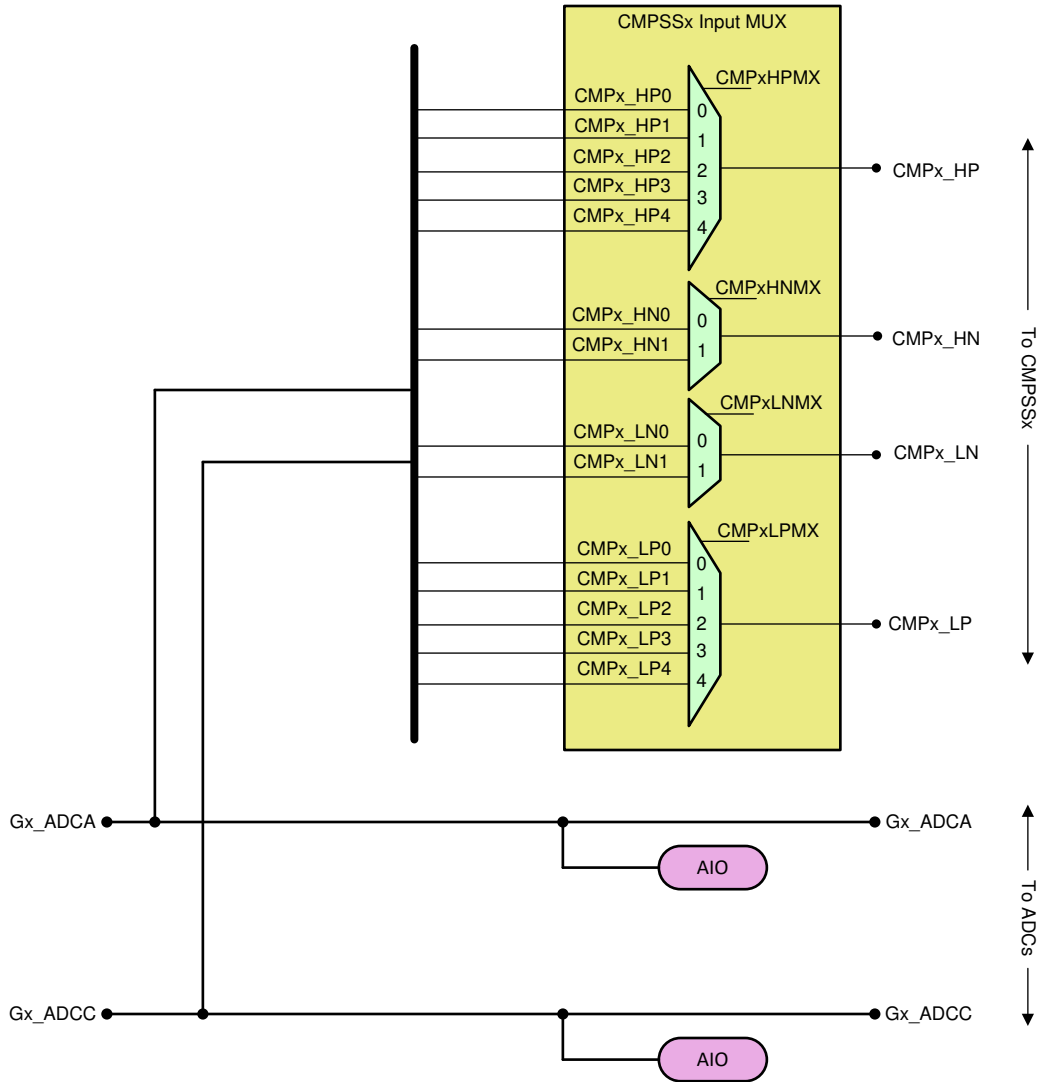 CMPSSx Input MUX
CMPxHPMX
CMPx_HP0
0
CMPx_HP1
1
CMPx_HP2
2
CMPx_HP
CMPx_HP3
3
CMPx_HP4
4
CMPxHNMX
CMPx_HN0
0
CMPx_HN1
1
CMPx_HN
To CMPSSx
CMPxLNMX
CMPx_LN0
0
CMPx_LN1
1
CMPx_LN
CMPxLPMX
CMPx_LP0
0
CMPx_LP1
1
CMPx_LP2
2
CMPx_LP
CMPx_LP3
3
CMPx_LP4
4
Gx_ADCA
Gx_ADCA
AIO
To ADCs
Gx_ADCC
Gx_ADCC
AIO